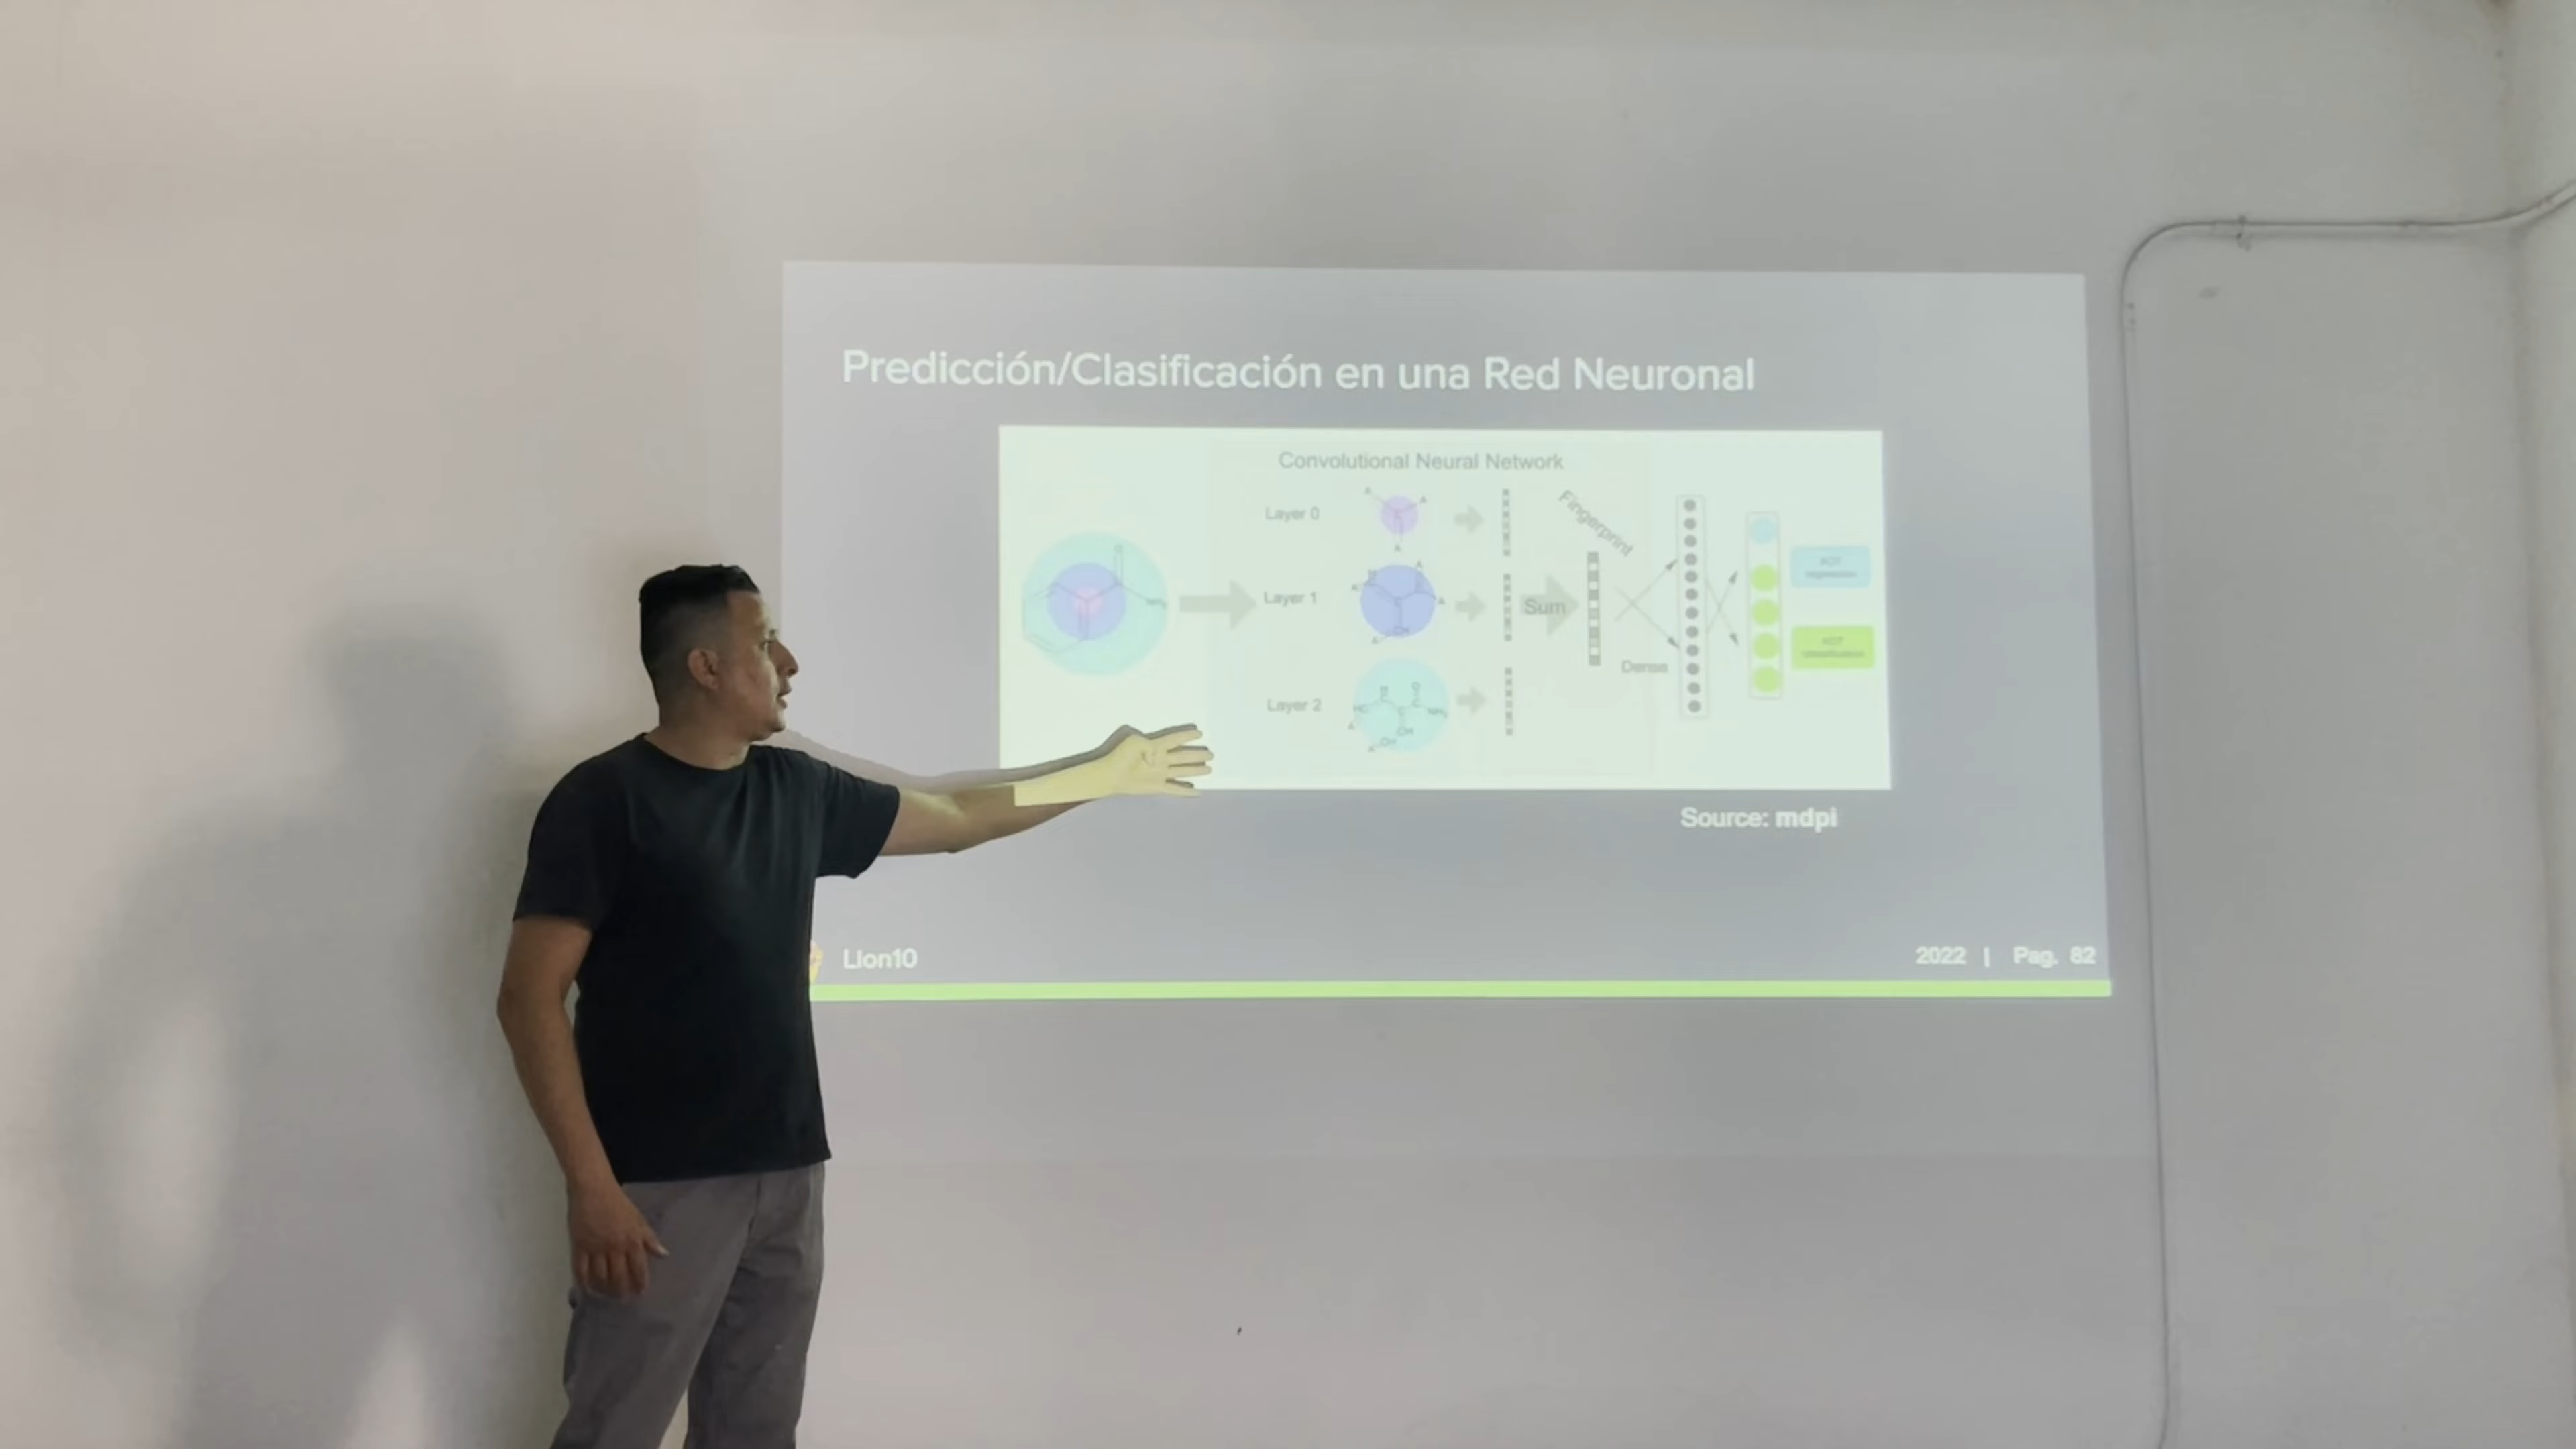 Predicción/Clasificación en una Red Neuronal
Convolutional Neural Network
Layer 0
Layer 1
Layer 2
Sum
Fingerprint
Dense
Source: mdpi
Lion10
2022 | Pag. 82